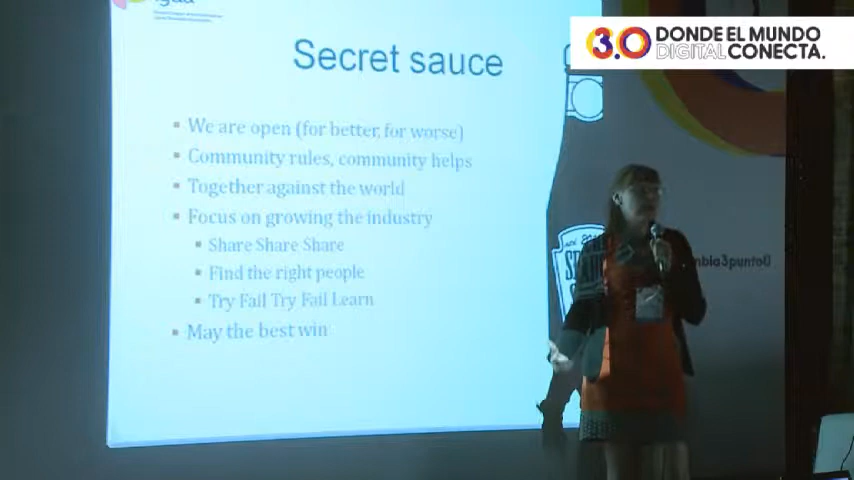 3.0 DONDE EL MUNDO
DIGITAL CONECTA.
Secret sauce
We are open (for better, for worse)
Community rules, community helps
Together against the world
Focus on growing the industry
Share Share Share
Find the right people
Try Fail Try Fail Learn
May the best win